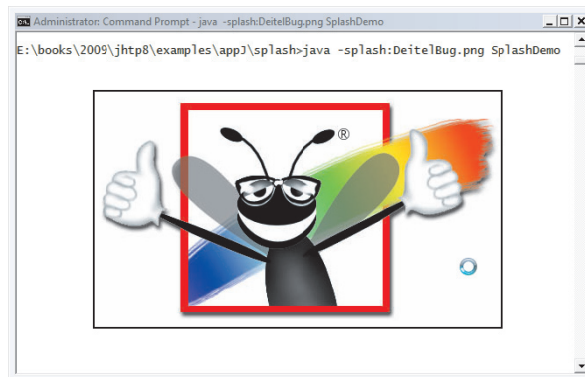 Administrator: Command Prompt - java -splash:DeitelBug.png SplashDemo
E:\books\2009\jhtp8\examples\appJ\splash>java -splash:DeitelBug.png SplashDemo
®